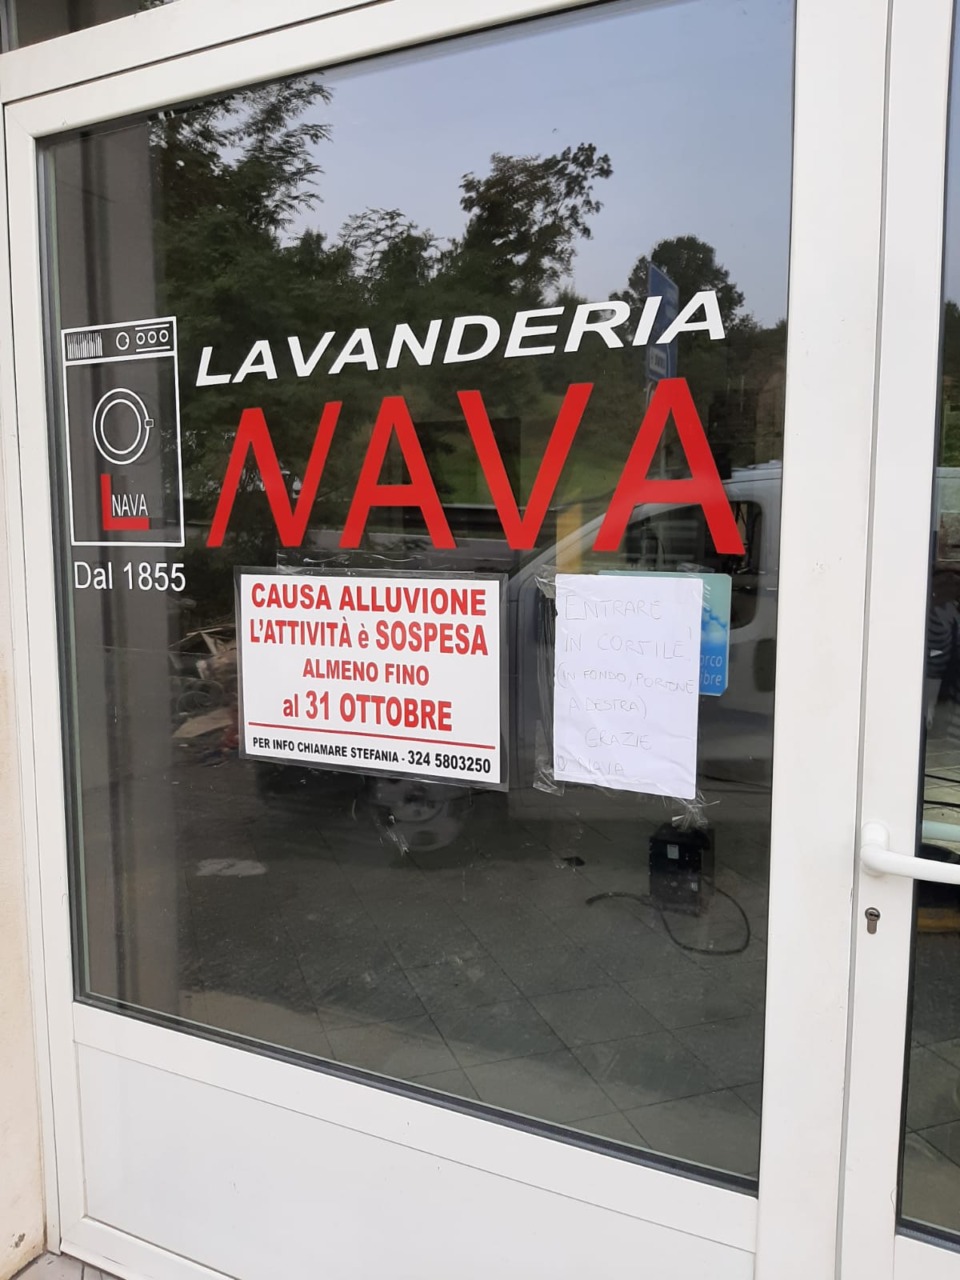 LAVANDERIA
NAVA
NAVA
Dal 1855
CAUSA ALLUVIONE
L'ATTIVITÀ è SOSPESA
ALMENO FINO
al 31 OTTOBRE
PER INFO CHIAMARE STEFANIA - 324 5803250
ENTRARE
IN CORTILE!
(IN FONDO, PORTONE
A DESTRA)
GRAZIE
NAVA